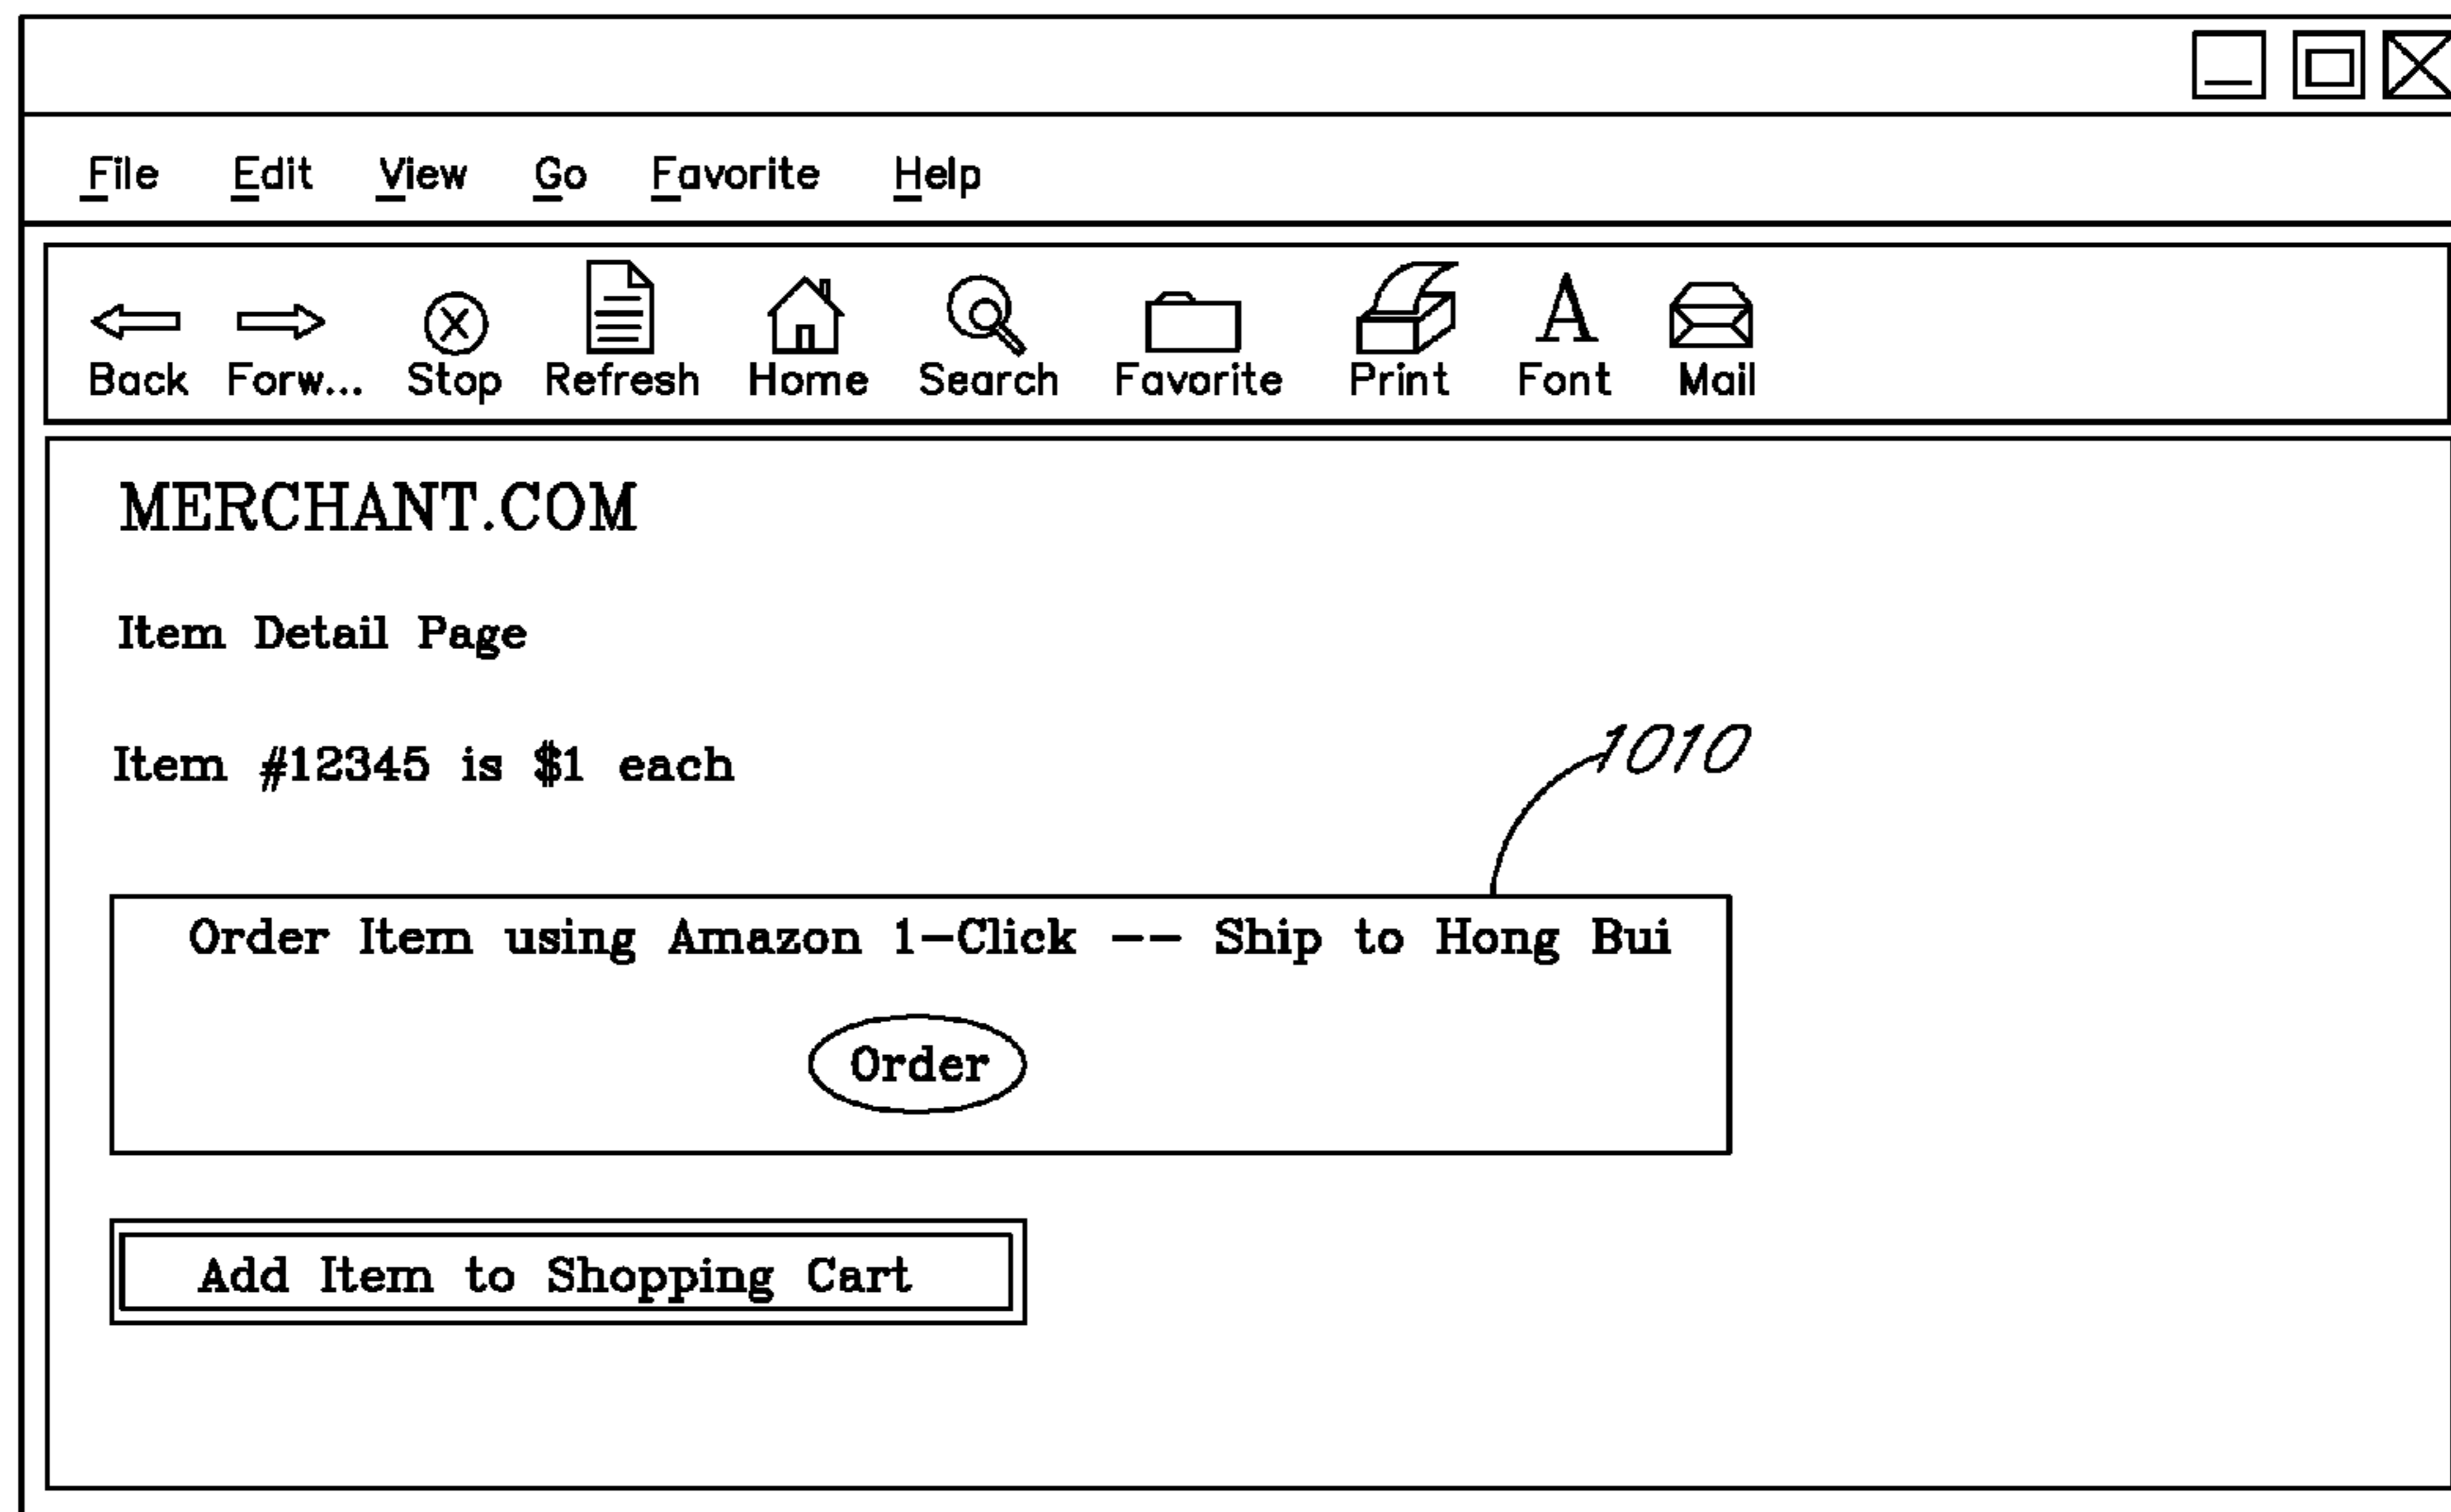 File Edit View Go Favorite Help
Back Forw... Stop Refresh Home Search Favorite Print Font Mail
MERCHANT.COM
Item Detail Page
Item #12345 is $1 each
1010
Order Item using Amazon 1-Click -- Ship to Hong Bui
Order
Add Item to Shopping Cart